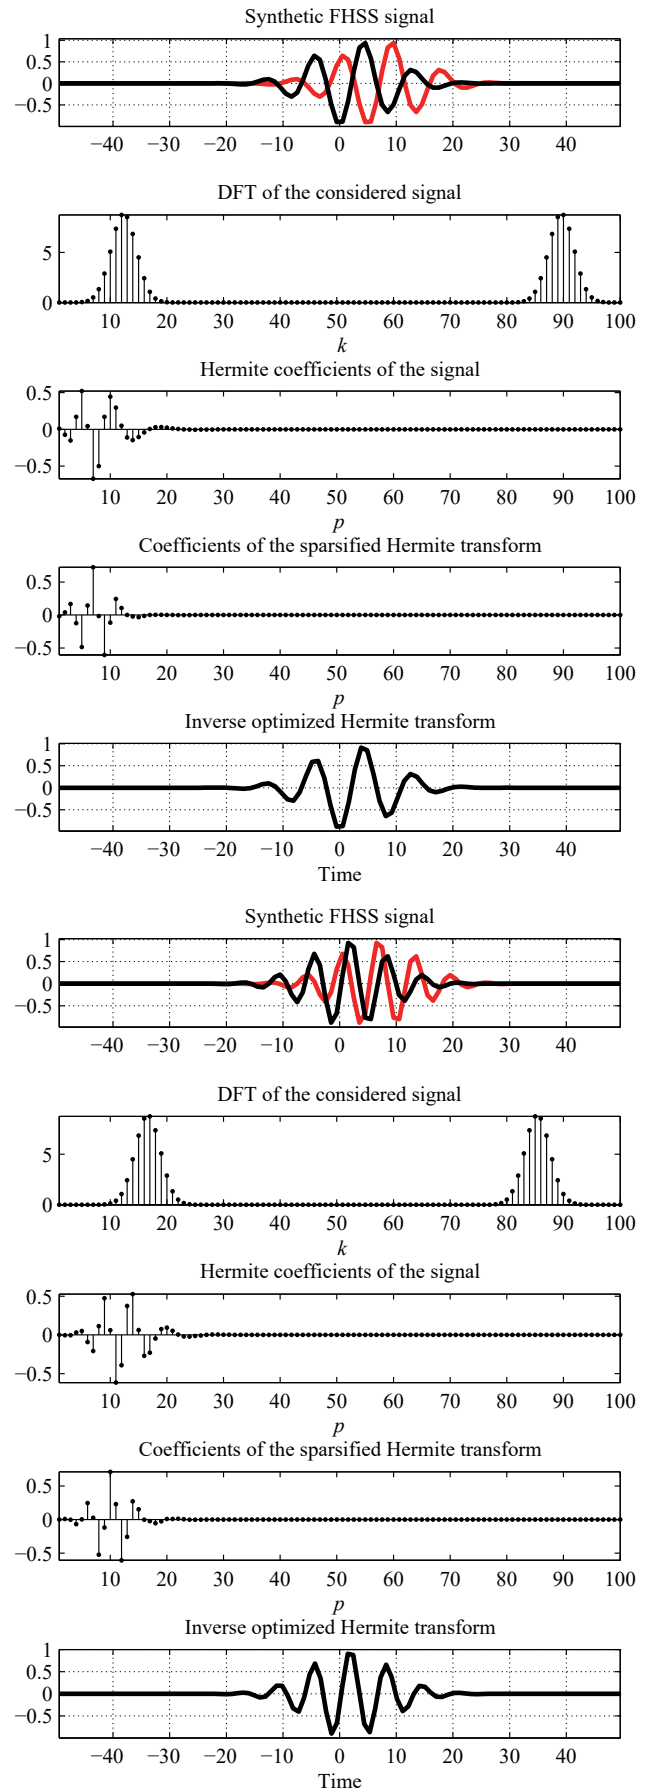 Synthetic FHSS signal
1
0.5
0
−0.5
−40 −30 −20 −10 0 10 20 30 40
DFT of the considered signal
5
0
10 20 30 40 50 60 70 80 90 100
k
Hermite coefficients of the signal
0.5
0
−0.5
10 20 30 40 50 60 70 80 90 100
p
Coefficients of the sparsified Hermite transform
0.5
0
−0.5
10 20 30 40 50 60 70 80 90 100
p
Inverse optimized Hermite transform
1
0.5
0
−0.5
−40 −30 −20 −10 0 10 20 30 40
Time
Synthetic FHSS signal
1
0.5
0
−0.5
−40 −30 −20 −10 0 10 20 30 40
DFT of the considered signal
5
0
10 20 30 40 50 60 70 80 90 100
k
Hermite coefficients of the signal
0.5
0
−0.5
10 20 30 40 50 60 70 80 90 100
p
Coefficients of the sparsified Hermite transform
0.5
0
−0.5
10 20 30 40 50 60 70 80 90 100
p
Inverse optimized Hermite transform
1
0.5
0
−0.5
−40 −30 −20 −10 0 10 20 30 40
Time